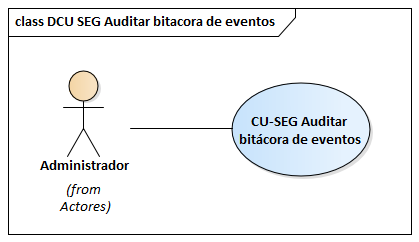 class DCU SEG Auditar bitacora de eventos
CU-SEG Auditar
bitácora de eventos
Administrador
(from
Actores)